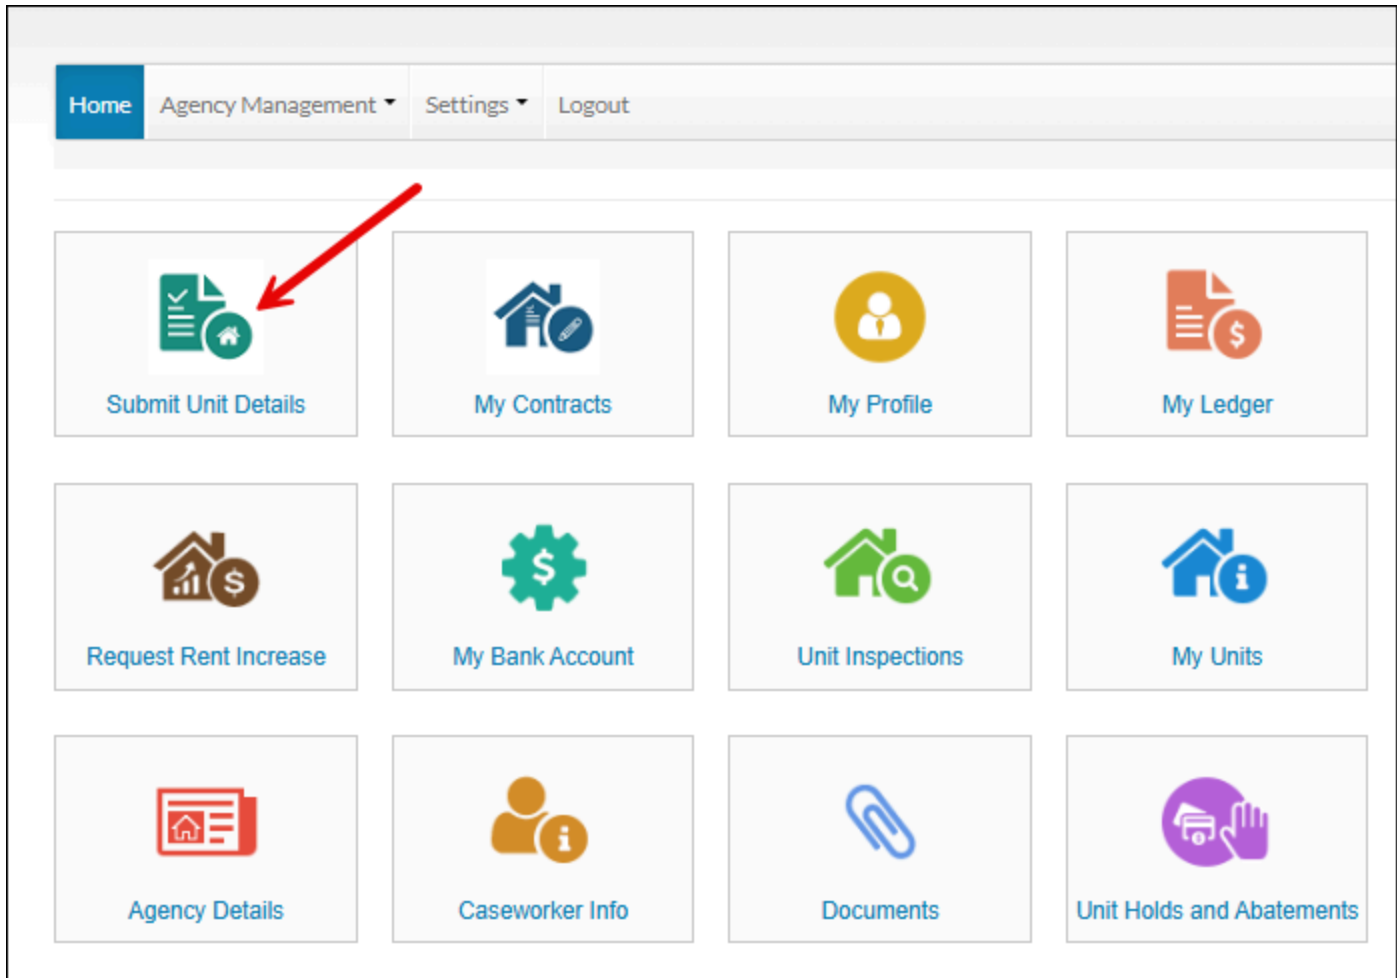 Home Agency Management Settings Logout
Submit Unit Details
My Contracts
My Profile
My Ledger
Request Rent Increase
My Bank Account
Unit Inspections
My Units
Agency Details
Caseworker Info
Documents
Unit Holds and Abatements